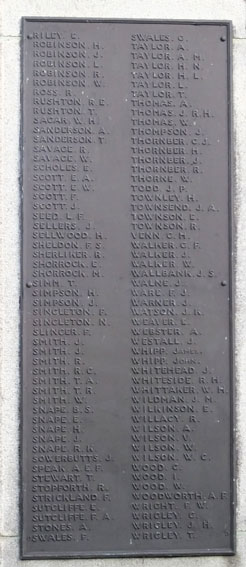 RILEY, E.
ROBINSON, H.
ROBINSON, J.
ROBINSON, L.
ROBINSON, R.
ROBINSON, W.
ROSS, R.
RUSHTON, R. E.
RUSHTON, T.
SAGAR, W. H.
SANDERSON, A.
SANDERSON, T.
SAVAGE, R.
SAVAGE, W.
SCHOLES, E.
SCOTT, E. A.
SCOTT, E. W.
SCOTT, F.
SCOTT, J.
SEED, L. F.
SELLERS, J.
SELLWOOD, H.
SHELDON, F. S.
SHERLIKER, R.
SHORROCK, E.
SHORROCK, M.
SIMM, T.
SIMPSON, H.
SIMPSON, J.
SINGLETON, F.
SINGLETON, N.
SLINGER, F.
SMITH, J.
SMITH, J.
SMITH, R.
SMITH, R. C.
SMITH, T. A.
SMITH, T. R.
SMITH, W.
SNAPE, B. S.
SNAPE, E.
SNAPE, H.
SNAPE, J.
SNAPE, R. H.
SOWERBUTTS, J.
SPEAK, A. E. F.
STEWART, T.
STOPFORTH, R.
STRICKLAND, F.
SUTCLIFFE, E.
SUTCLIFFE, F. A.
STONES, A.
SWALES, F.
SWALES, G.
TAYLOR, A.
TAYLOR, A. M.
TAYLOR, H. N.
TAYLOR, H. L.
TAYLOR, L.
TAYLOR, T.
THOMAS, A.
THOMAS, J. R. H.
THOMAS, W.
THOMPSON, J.
THORNBER, C. J.
THORNBER, H.
THORNBER, J.
THORNBER, R.
THORNE, W.
TODD, J. P.
TOWNLEY, H.
TOWNSEND, J. A.
TOWNSON, E.
TOWNSON, R.
VENN, C. H.
WALKER, C. F.
WALKER, J.
WALKER, W.
WALLBANK, J. S.
WALNE, J.
WARE, F. J.
WARNER, J.
WATSON, J. K.
WEAVER, L.
WEBSTER, A.
WESTALL, J.
WHIPP, JAMES.
WHIPP, JOHN.
WHITEHEAD, J.
WHITESIDE, R. H.
WHITTAKER, W. H.
WILDMAN, J. M.
WILKINSON, E.
WILLACY, R.
WILSON, A.
WILSON, V.
WILSON, W.
WILSON, W. C.
WOOD, C.
WOOD, I.
WOOD, W.
WOODWORTH, A. F.
WRIGHT, F. W.
WRIGLEY, C.
WRIGLEY, J. H.
WRIGLEY, T.